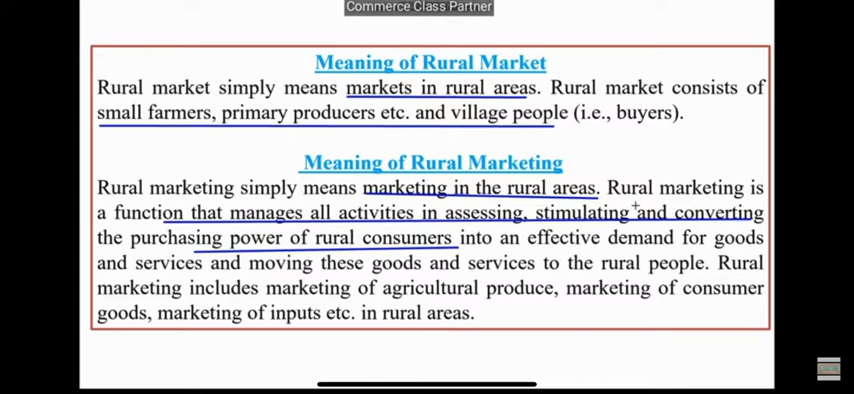 Commerce Class Partner
Meaning of Rural Market
Rural market simply means markets in rural areas. Rural market consists of
small farmers, primary producers etc. and village people (i.e., buyers).
Meaning of Rural Marketing
Rural marketing simply means marketing in the rural areas. Rural marketing is
a function that manages all activities in assessing, stimulating and converting
the purchasing power of rural consumers into an effective demand for goods
and services and moving these goods and services to the rural people. Rural
marketing includes marketing of agricultural produce, marketing of consumer
goods, marketing of inputs etc. in rural areas.